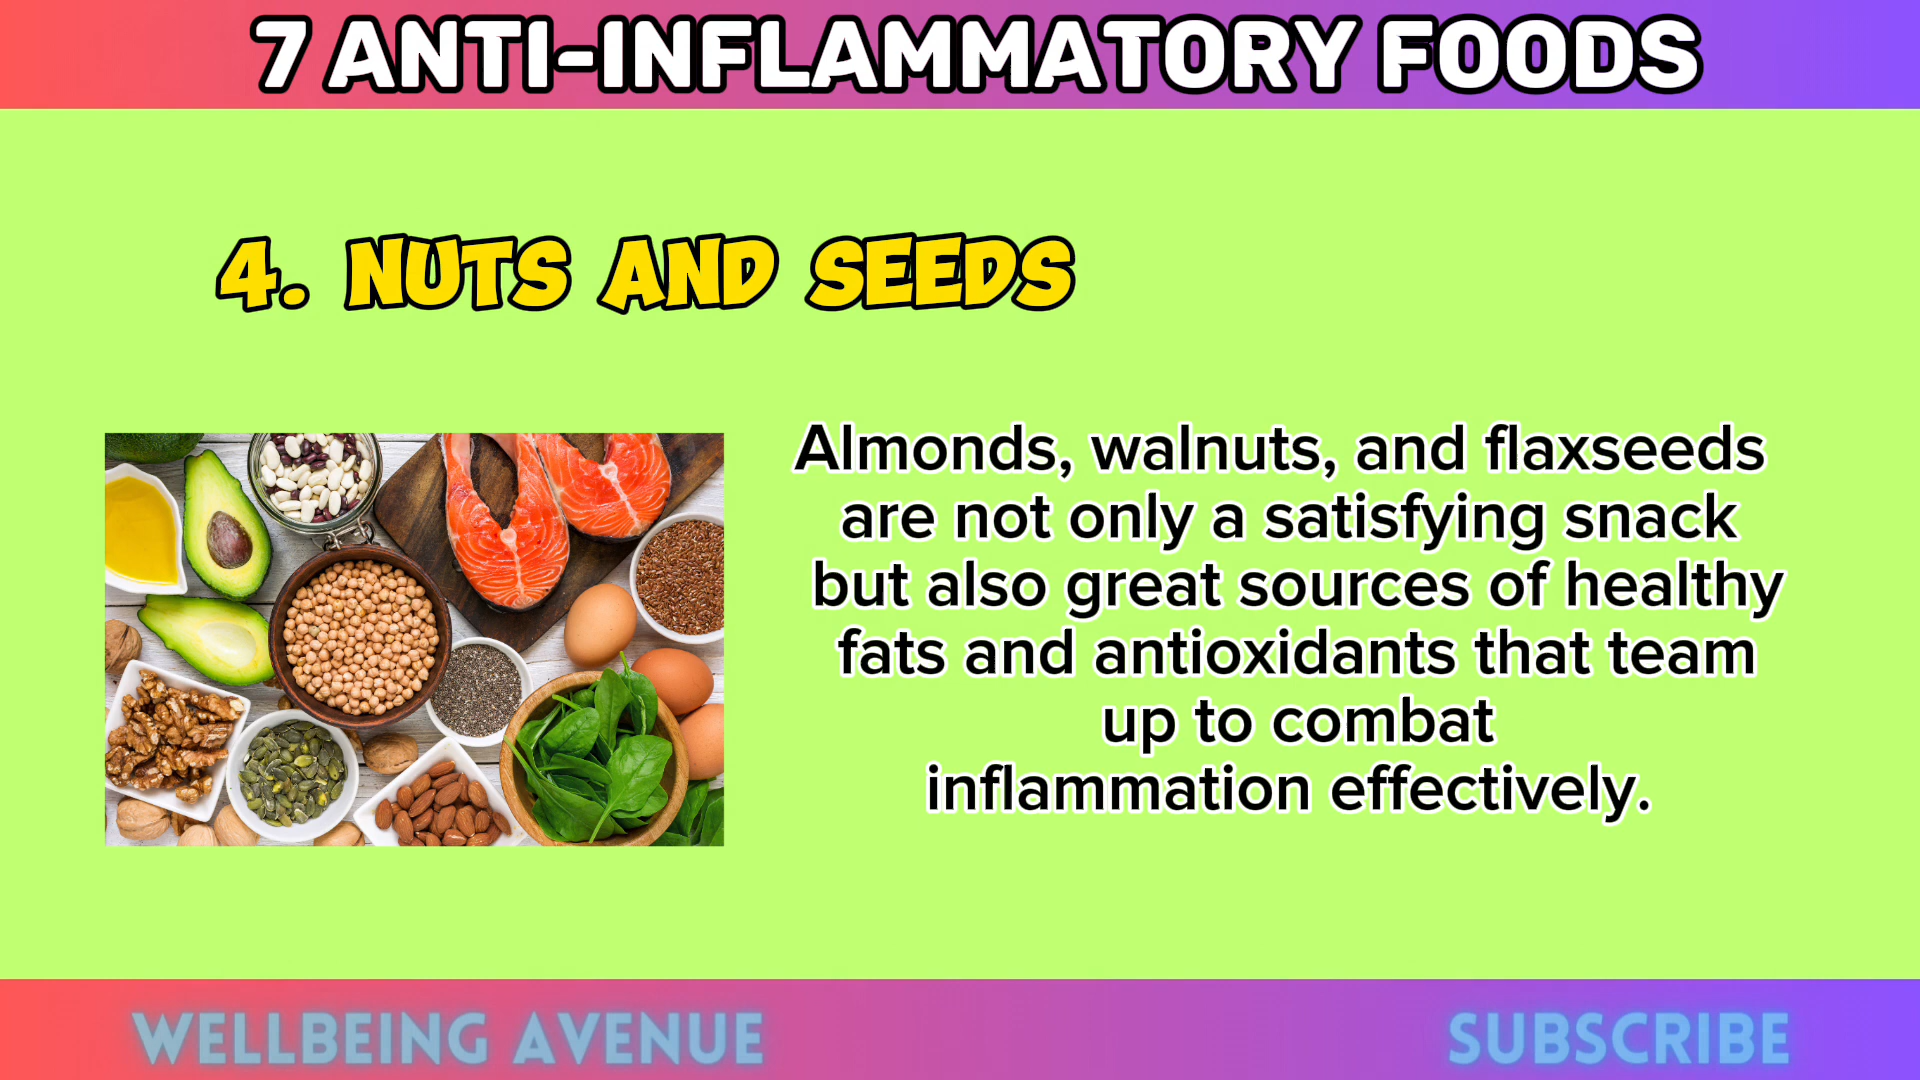 7 ANTI-INFLAMMATORY FOODS
4. NUTS AND SEEDS
Almonds, walnuts, and flaxseeds
are not only a satisfying snack
but also great sources of healthy
fats and antioxidants that team
up to combat
inflammation effectively.
WELLBEING AVENUE
SUBSCRIBE